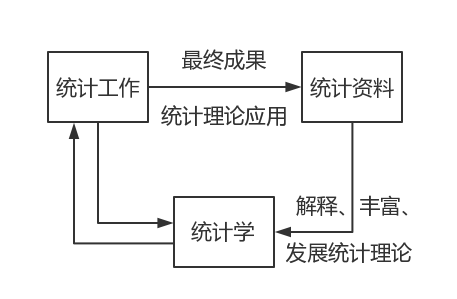 最终成果
统计工作
统计资料
统计理论应用
解释、丰富、
统计学
发展统计理论